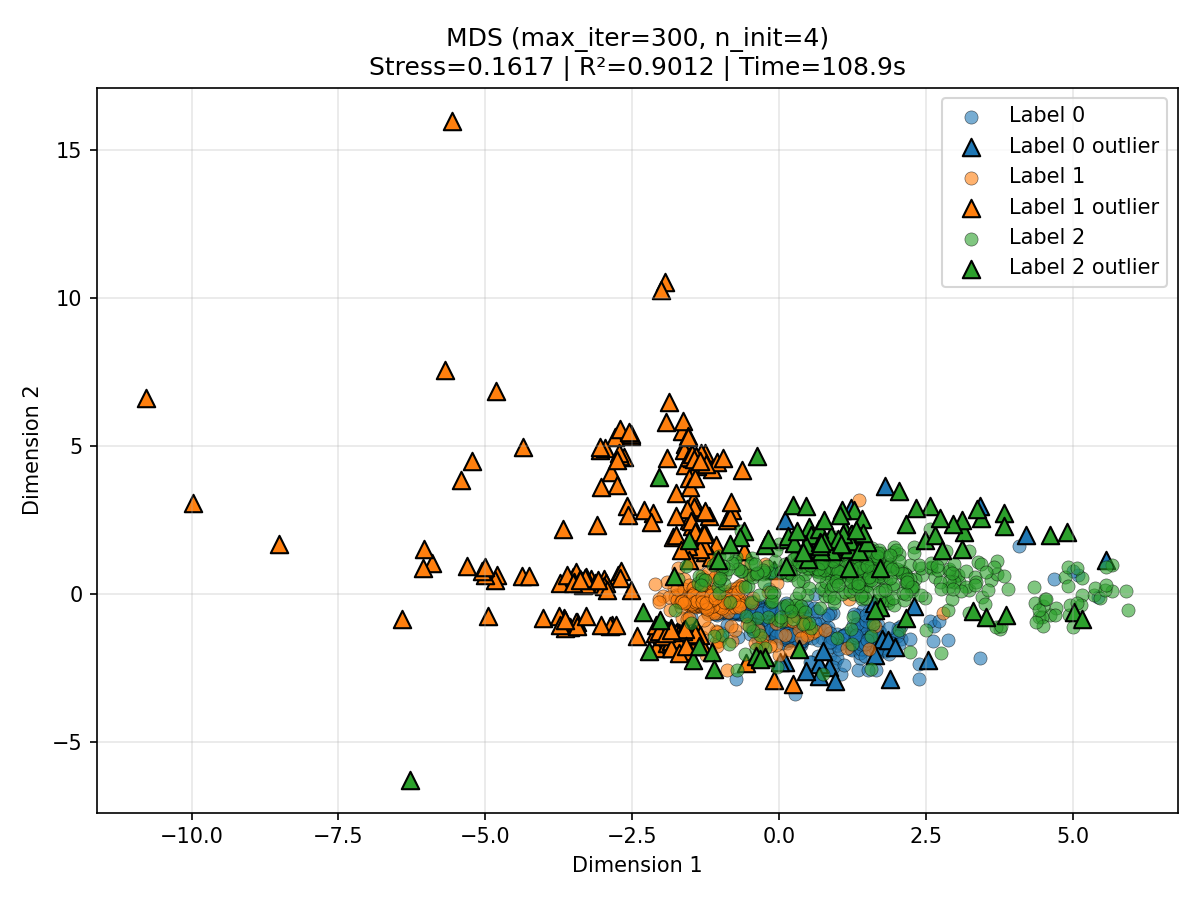 MDS (max_iter=300, n_init=4)
Stress=0.1617 | R²=0.9012 | Time=108.9s
Label 0
Label 0 outlier
Label 1
Label 1 outlier
Label 2
Label 2 outlier
Dimension 2
15
10
5
0
−5
−10.0 −7.5 −5.0 −2.5 0.0 2.5 5.0
Dimension 1